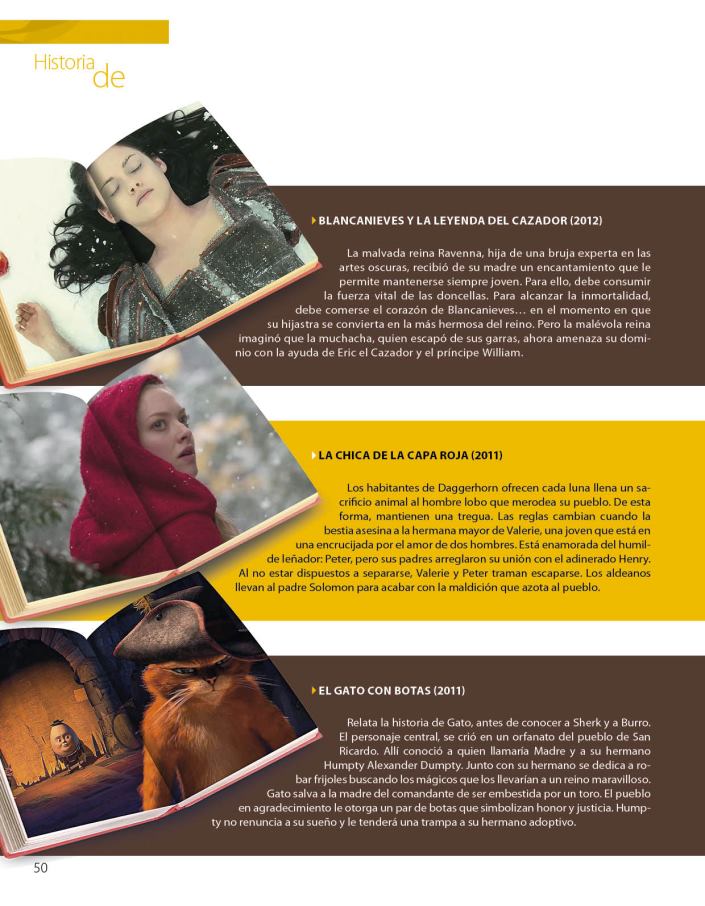 Historia
de
BLANCANIEVES Y LA LEYENDA DEL CAZADOR (2012)
La malvada reina Ravenna, hija de una bruja experta en las
artes oscuras, recibió de su madre un encantamiento que le
permite mantenerse siempre joven. Para ello, debe consumir
la fuerza vital de las doncellas. Para alcanzar la inmortalidad,
debe comerse el corazón de Blancanieves... en el momento en que
su hijastra se convierta en la más hermosa del reino. Pero la malévola reina
imaginó que la muchacha, quien escapó de sus garras, ahora amenaza su domi-
nio con la ayuda de Eric el Cazador y el príncipe William.
LA CHICA DE LA CAPA ROJA (2011)
Los habitantes de Daggerhorn ofrecen cada luna llena un sa-
crificio animal al hombre lobo que merodea su pueblo. De esta
forma, mantienen una tregua. Las reglas cambian cuando la
bestia asesina a la hermana mayor de Valerie, una joven que está en
una encrucijada por el amor de dos hombres. Está enamorada del humil-
de leñador: Peter, pero sus padres arreglaron su unión con el adinerado Henry.
Al no estar dispuestos a separarse, Valerie y Peter traman escaparse. Los aldeanos
llevan al padre Solomon para acabar con la maldición que azota al pueblo.
EL GATO CON BOTAS (2011)
Relata la historia de Gato, antes de conocer a Sherk y a Burro.
El personaje central, se crió en un orfanato del pueblo de San
Ricardo. Allí conoció a quien llamaría Madre y a su hermano
Humpty Alexander Dumpty. Junto con su hermano se dedica a ro-
bar frijoles buscando los mágicos que los llevarían a un reino maravilloso.
Gato salva a la madre del comandante de ser embestida por un toro. El pueblo
en agradecimiento le otorga un par de botas que simbolizan honor y justicia. Hump-
ty no renuncia a su sueño y le tenderá una trampa a su hermano adoptivo.
50